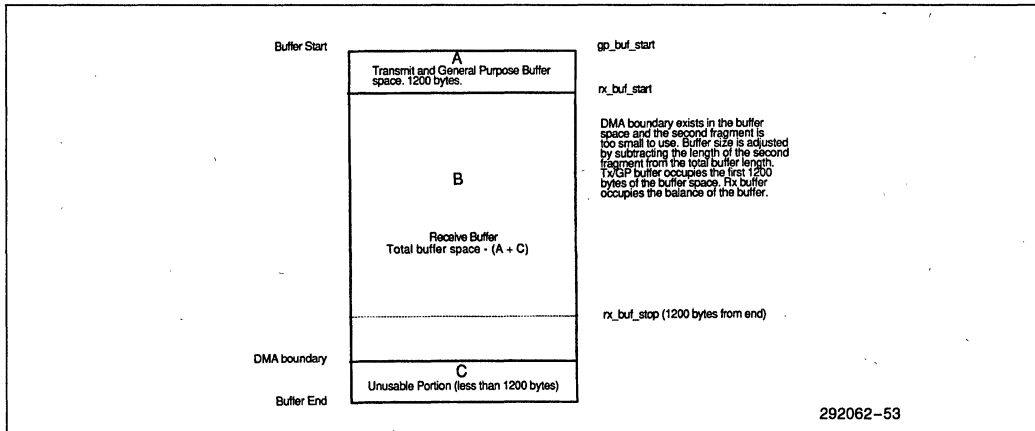 Buffer Start
A
Transmit and General Purpose Buffer
space. 1200 bytes.
gp_buf_start
rx_buf_start
DMA boundary exists in the buffer
space and the second fragment is
too small to use. Buffer size is adjusted
by subtracting the length of the second
fragment from the total buffer length.
Tx/GP buffer occupies the first 1200
bytes of the buffer space. Rx buffer
occupies the balance of the buffer.
B
Receive Buffer
Total buffer space - (A + C)
rx_buf_stop (1200 bytes from end)
DMA boundary
C
Unusable Portion (less than 1200 bytes)
Buffer End
292062-53